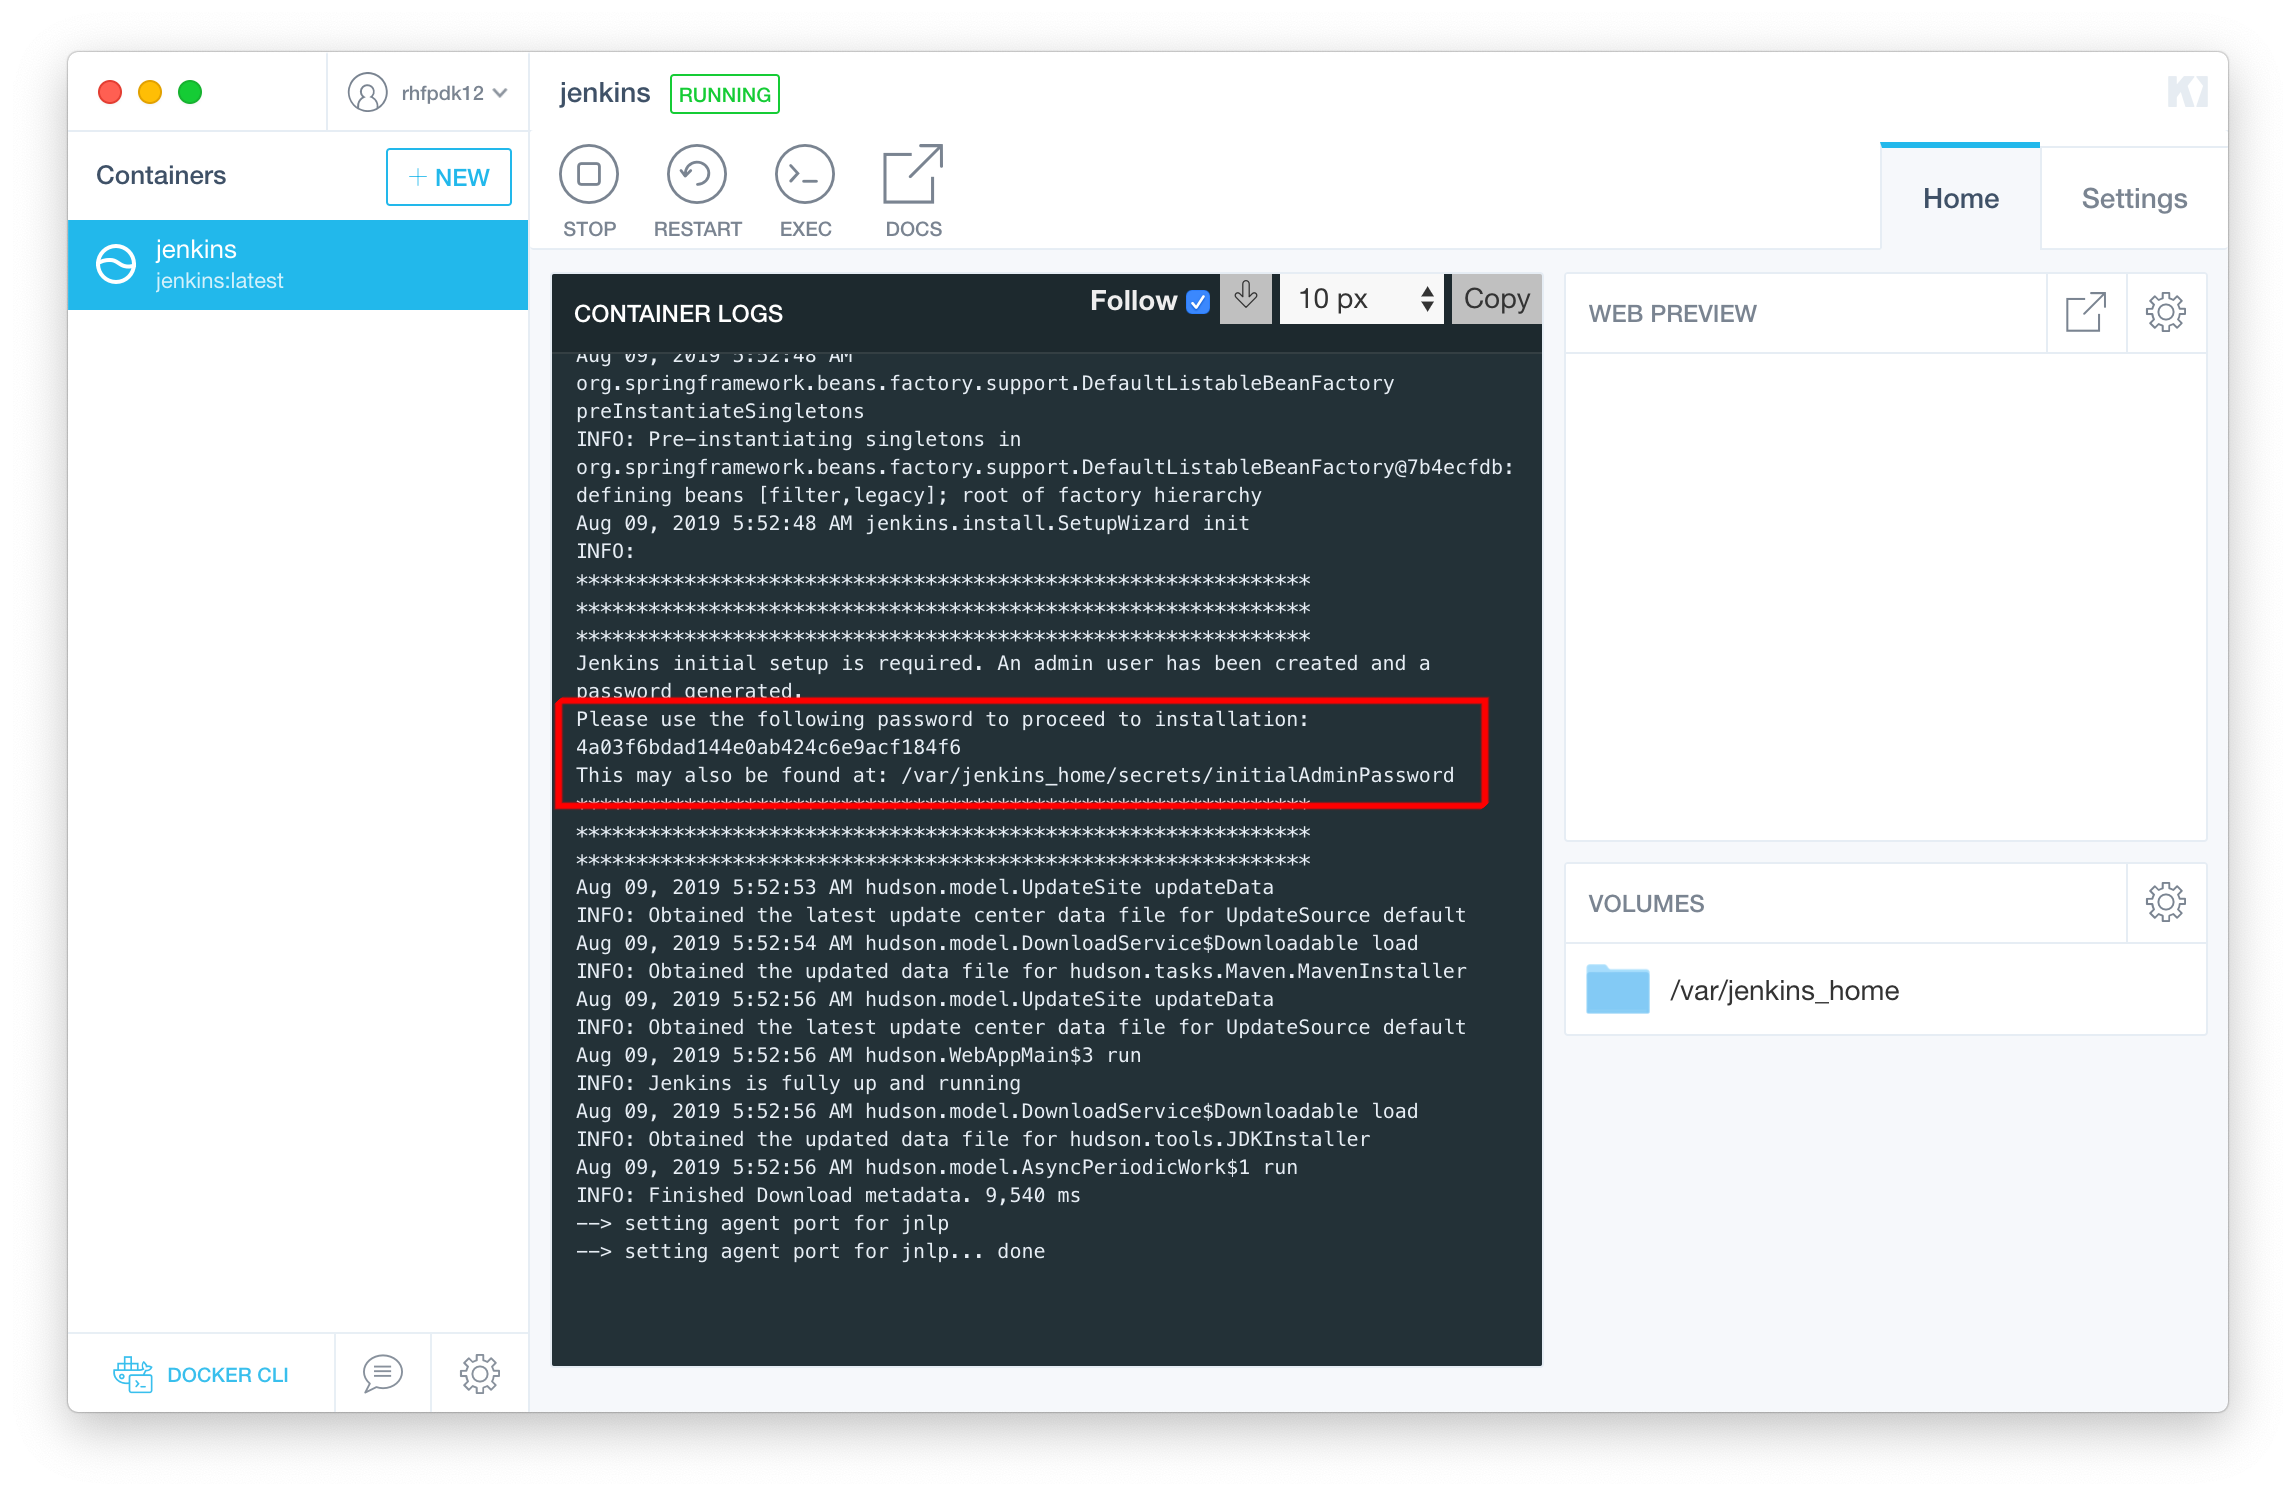 rhfpdk12
jenkins RUNNING
Containers
+ NEW
STOP RESTART EXEC DOCS
Home Settings
jenkins
jenkins:latest
CONTAINER LOGS
Follow 10 px Copy
Aug 09, 2019 5:52:48 AM
org.springframework.beans.factory.support.DefaultListableBeanFactory
preInstantiateSingletons
INFO: Pre-instantiating singletons in
org.springframework.beans.factory.support.DefaultListableBeanFactory@7b4ecfdb:
defining beans [filter,legacy]; root of factory hierarchy
Aug 09, 2019 5:52:48 AM jenkins.install.SetupWizard init
INFO:
*************************************************************
*************************************************************
*************************************************************
Jenkins initial setup is required. An admin user has been created and a
password generated.
Please use the following password to proceed to installation:
4a03f6bdad144e0ab424c6e9acf184f6
This may also be found at: /var/jenkins_home/secrets/initialAdminPassword
*************************************************************
*************************************************************
*************************************************************
Aug 09, 2019 5:52:53 AM hudson.model.UpdateSite updateData
INFO: Obtained the latest update center data file for UpdateSource default
Aug 09, 2019 5:52:54 AM hudson.model.DownloadService$Downloadable load
INFO: Obtained the updated data file for hudson.tasks.Maven.MavenInstaller
Aug 09, 2019 5:52:56 AM hudson.model.UpdateSite updateData
INFO: Obtained the latest update center data file for UpdateSource default
Aug 09, 2019 5:52:56 AM hudson.WebAppMain$3 run
INFO: Jenkins is fully up and running
Aug 09, 2019 5:52:56 AM hudson.model.DownloadService$Downloadable load
INFO: Obtained the updated data file for hudson.tools.JDKInstaller
Aug 09, 2019 5:52:56 AM hudson.model.AsyncPeriodicWork$1 run
INFO: Finished Download metadata. 9,540 ms
--> setting agent port for jnlp
--> setting agent port for jnlp... done
WEB PREVIEW
VOLUMES
/var/jenkins_home
DOCKER CLI